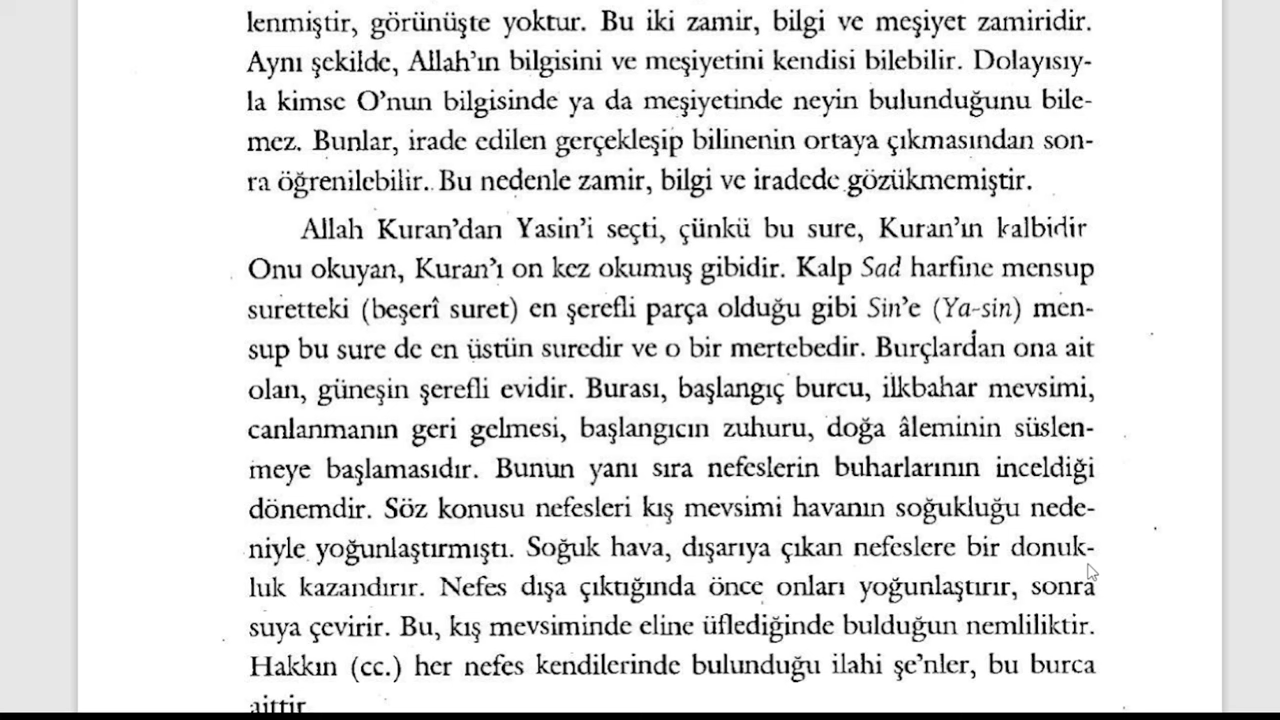 lenmiştir, görünüşte yoktur. Bu iki zamir, bilgi ve meşiyet zamiridir.
Aynı şekilde, Allah'ın bilgisini ve meşiyetini kendisi bilebilir. Dolayısıy-
la kimse O'nun bilgisinde ya da meşiyetinde neyin bulunduğunu bile-
mez. Bunlar, irade edilen gerçekleşip bilinenin ortaya çıkmasından son-
ra öğrenilebilir. Bu nedenle zamir, bilgi ve iradede gözükmemiştir.
Allah Kuran'dan Yasin'i seçti, çünkü bu sure, Kuran'ın kalbidir
Onu okuyan, Kuran'ı on kez okumuş gibidir. Kalp Sad harfine mensup
suretteki (beşerî suret) en şerefli parça olduğu gibi Sin'e (Ya-sin) men-
sup bu sure de en üstün suredir ve o bir mertebedir. Burçlardan ona ait
olan, güneşin şerefli evidir. Burası, başlangıç burcu, ilkbahar mevsimi,
canlanmanın geri gelmesi, başlangıcın zuhuru, doğa âleminin süslen-
meye başlamasıdır. Bunun yanı sıra nefeslerin buharlarının inceldiği
dönemdir. Söz konusu nefesleri kış mevsimi havanın soğukluğu nede-
niyle yoğunlaştırmıştı. Soğuk hava, dışarıya çıkan nefeslere bir donuk-
luk kazandırır. Nefes dışa çıktığında önce onları yoğunlaştırır, sonra
suya çevirir. Bu, kış mevsiminde eline üflediğinde bulduğun nemliliktir.
Hakkın (cc.) her nefes kendilerinde bulunduğu ilahi şe'nler, bu burca
aittir